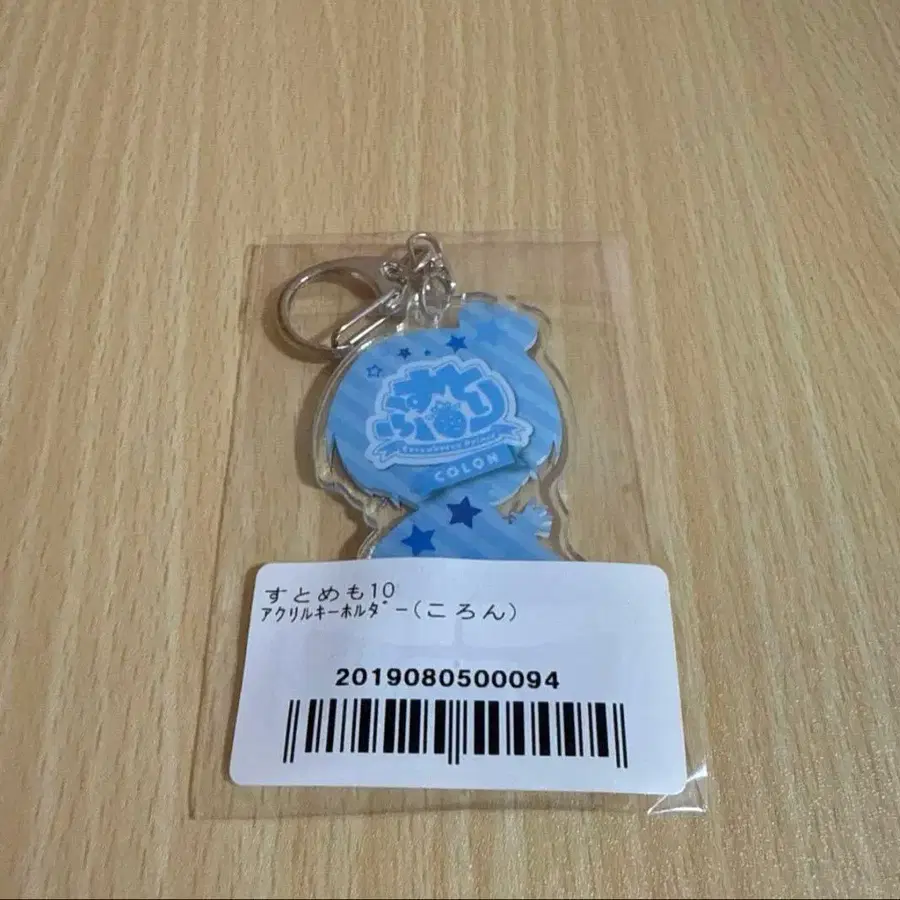 すとぷり
Strawberry Prince
COLON
すとめも10
アクリルキーホルダー(ころん)
2019080500094